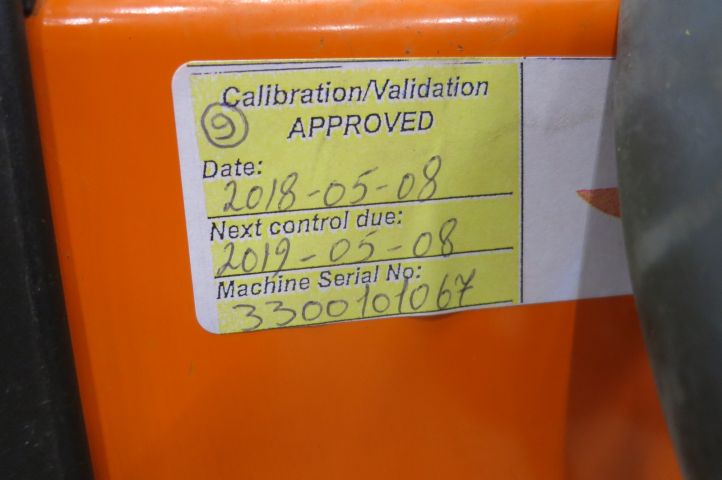 Calibration/Validation
9 APPROVED
Date:
2018-05-08
Next control due:
2019-05-08
Machine Serial No:
3300101067